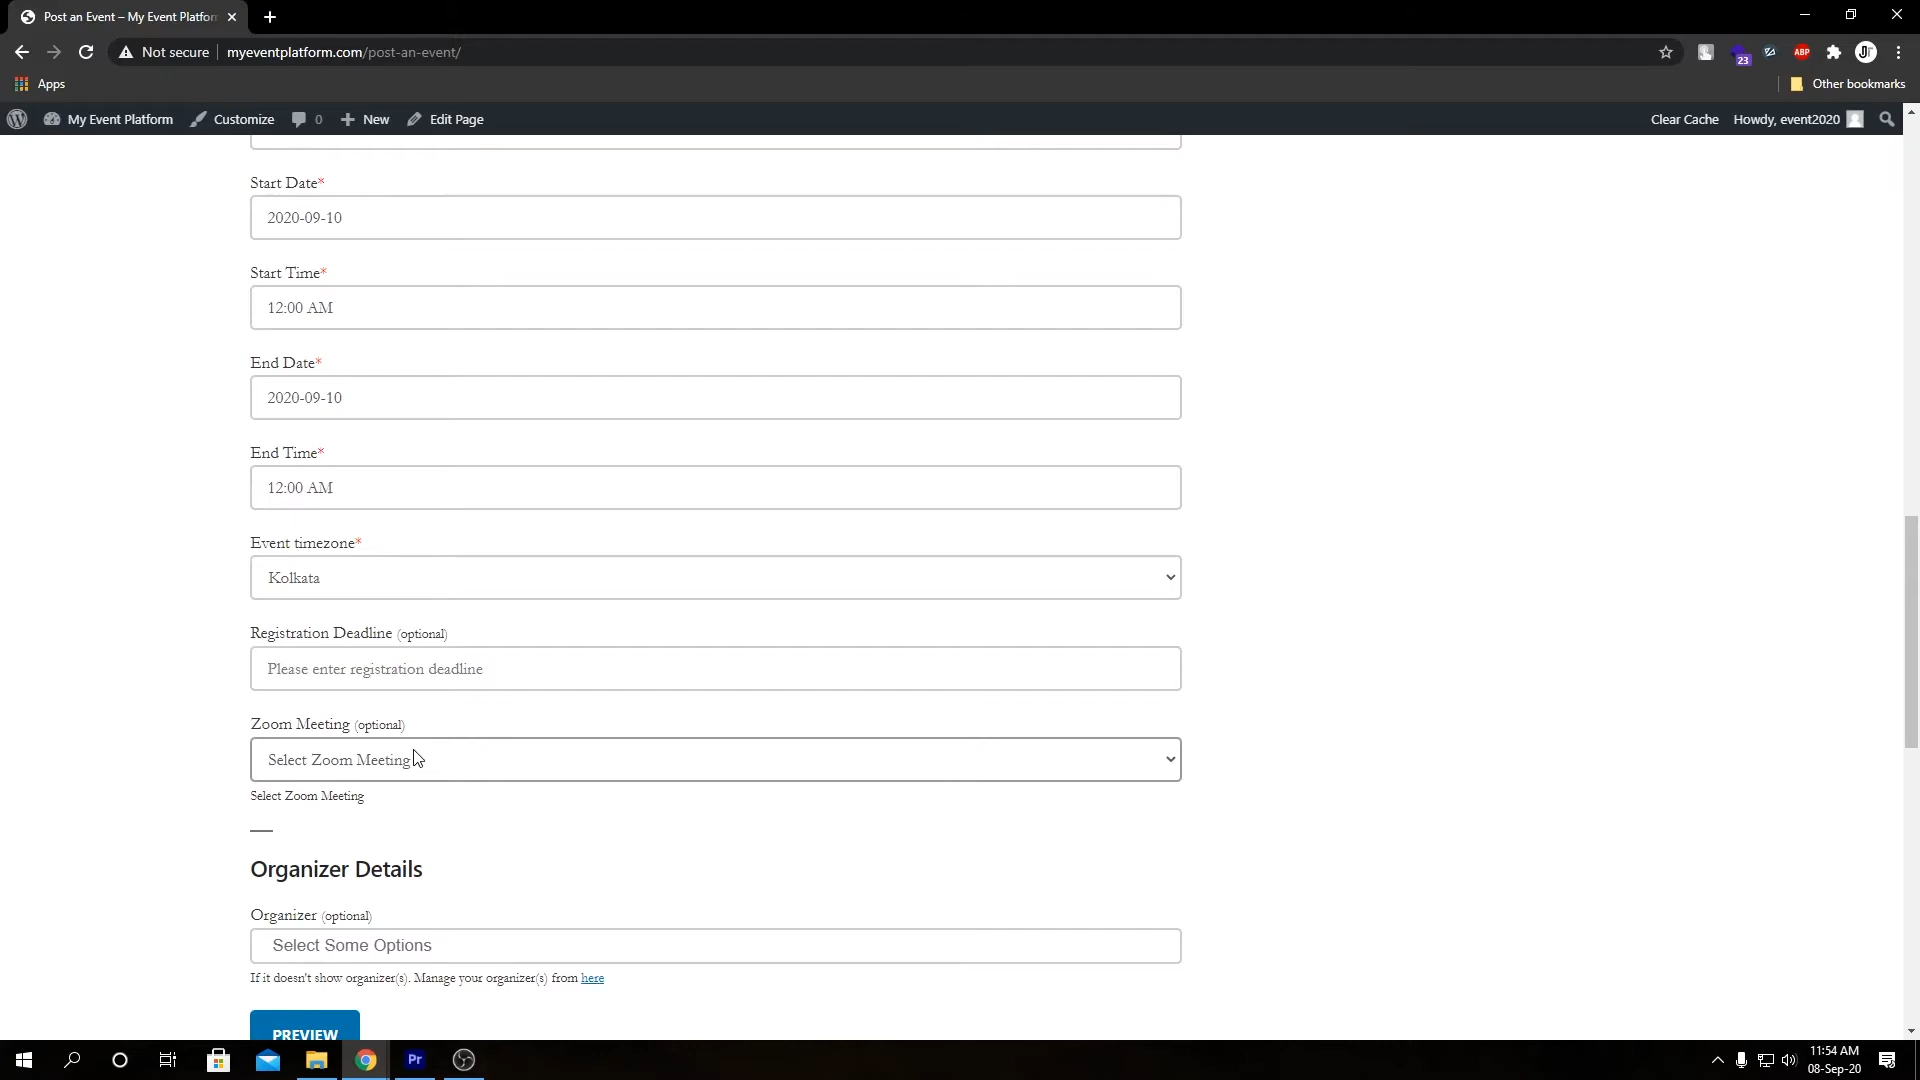 Post an Event – My Event Platfor
Not secure
myeventplatform.com/post-an-event/
23
ABP
Apps
Other bookmarks
My Event Platform
Customize
0
New
Edit Page
Clear Cache
Howdy, event2020
Start Date*
2020-09-10
Start Time*
12:00 AM
End Date*
2020-09-10
End Time*
12:00 AM
Event timezone*
Kolkata
Registration Deadline (optional)
Please enter registration deadline
Zoom Meeting (optional)
Select Zoom Meeting
Select Zoom Meeting
Organizer Details
Organizer (optional)
Select Some Options
If it doesn't show organizer(s). Manage your organizer(s) from here
PREVIEW
Pr
11:54 AM
08-Sep-20